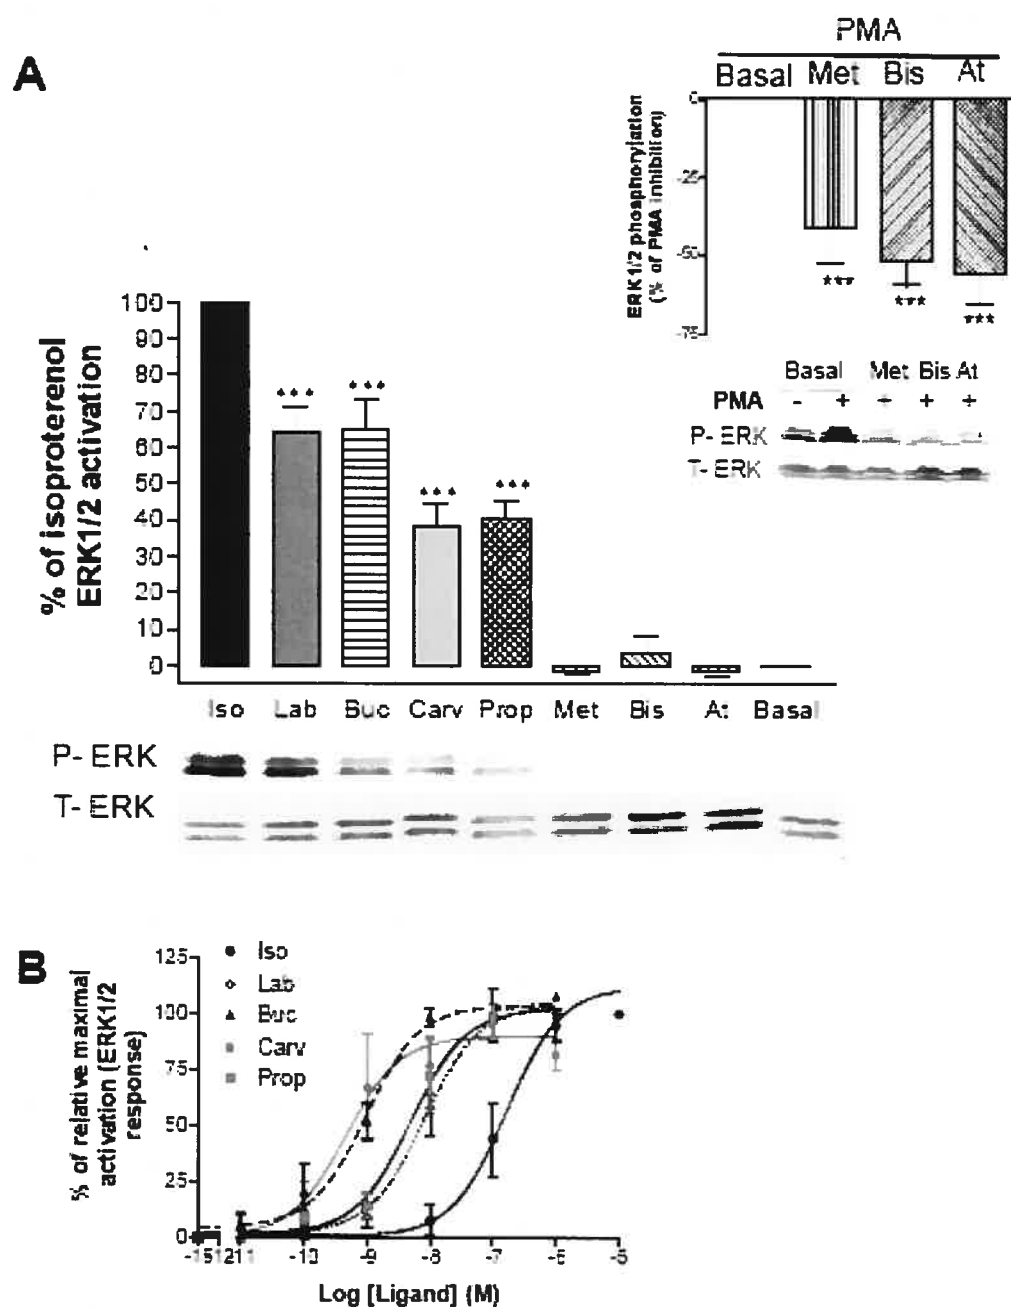 A
PMA
Basal Met Bis At
ERK1/2 phosphorylation
(% of PMA inhibition)
0
-25
-50
-75
*** *** ***
Basal Met Bis At
PMA - + + + +
P- ERK
T- ERK
% of isoproterenol
ERK1/2 activation
100
90
80
70
60
50
40
30
20
10
0
*** *** *** ***
Iso Lab Buc Carv Prop Met Bis At Basal
P- ERK
T- ERK
B
% of relative maximal
activation (ERK1/2
response)
125
100
75
50
25
0
Iso
Lab
Buc
Carv
Prop
-10 -9 -8 -7 -6 -5
Log [Ligand] (M)